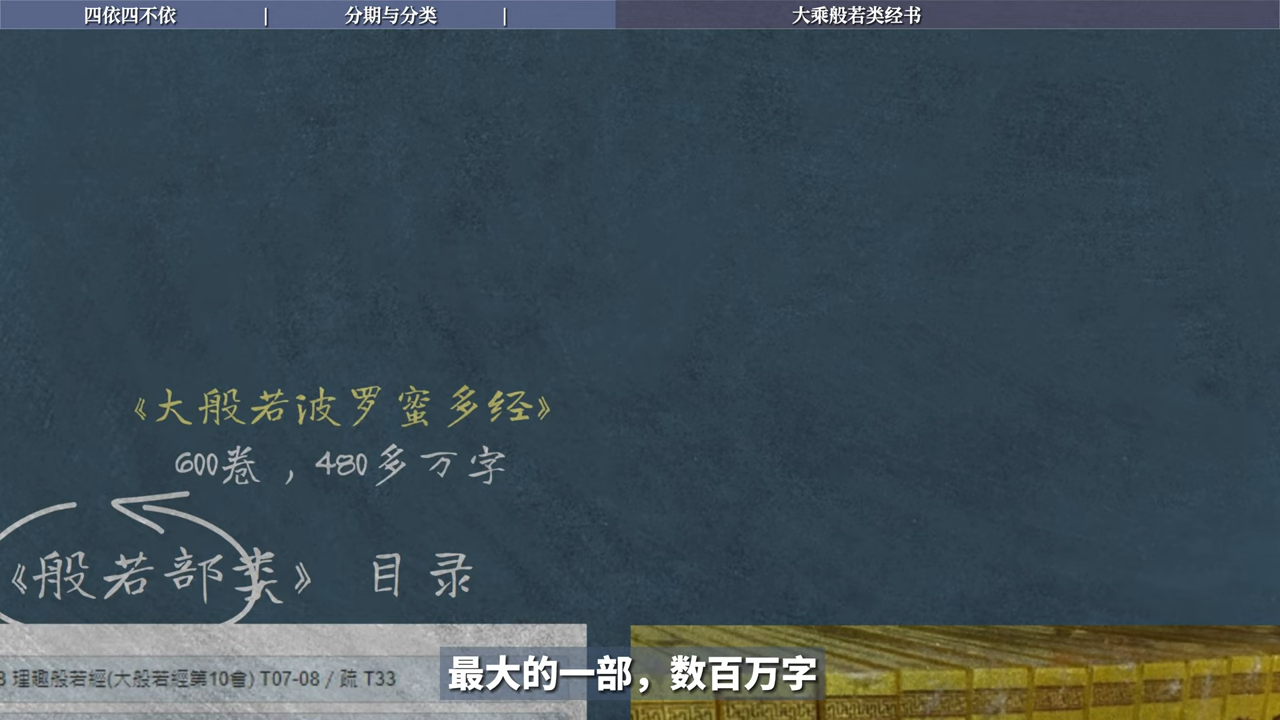 四依四不依 | 分期与分类 | 大乘般若类经书
《大般若波罗蜜多经》
600卷，480多万字
《般若部类》 目录
理趣般若經(大般若經第10會) T07-08 / 疏 T33
最大的一部，数百万字